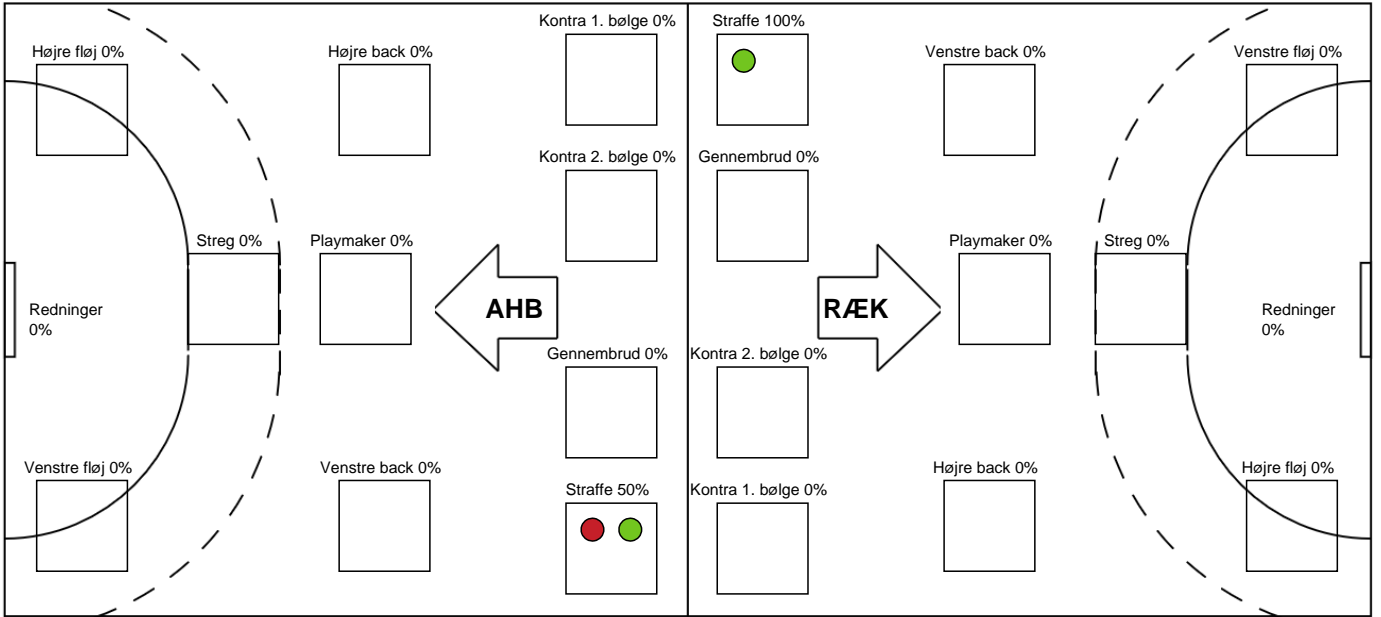 Kontra 1. bølge 0%
Straffe 100%
Højre fløj 0%
Højre back 0%
Venstre back 0%
Venstre fløj 0%
Kontra 2. bølge 0%
Gennembrud 0%
Streg 0%
Playmaker 0%
Playmaker 0%
Streg 0%
Redninger
0%
AHB
RÆK
Redninger
0%
Gennembrud 0%
Kontra 2. bølge 0%
Venstre fløj 0%
Venstre back 0%
Højre back 0%
Højre fløj 0%
Straffe 50%
Kontra 1. bølge 0%